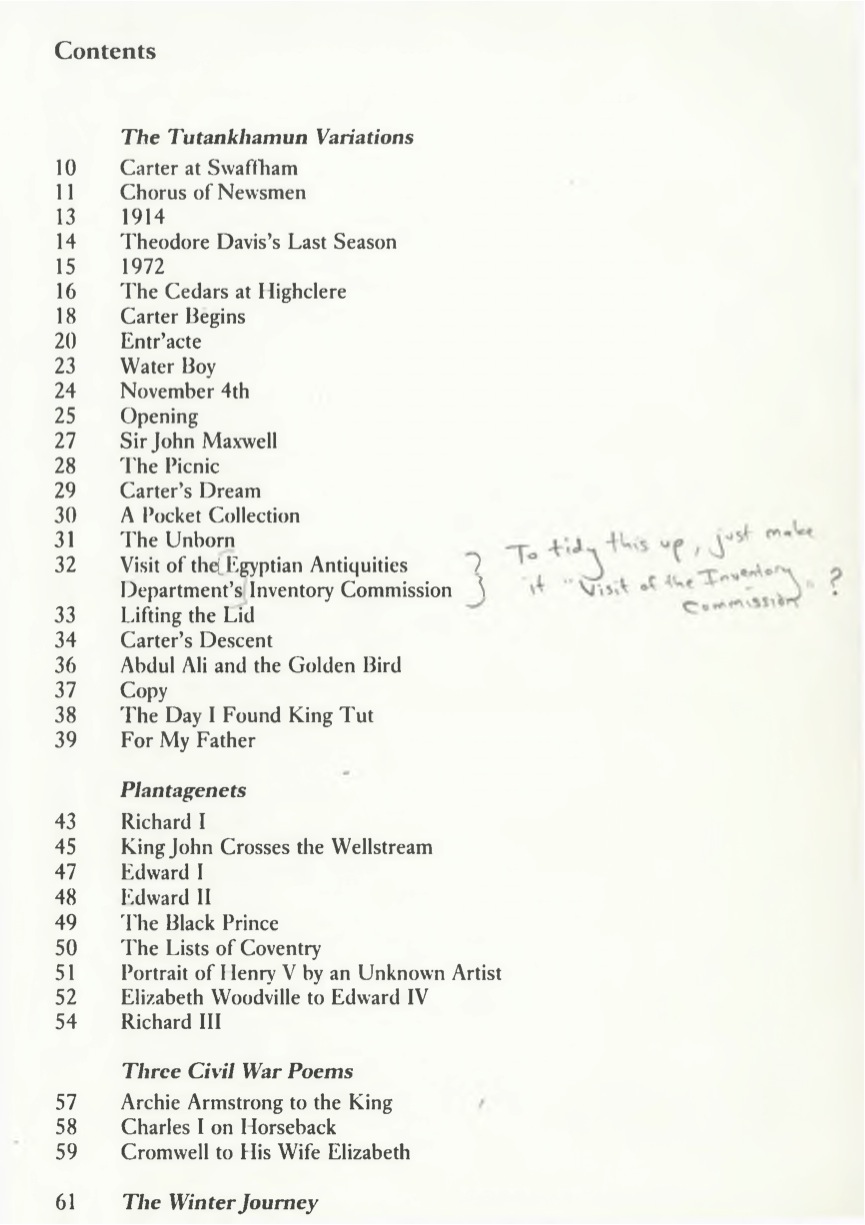 Contents
The Tutankhamun Variations
10 Carter at Swaffham
11 Chorus of Newsmen
13 1914
14 Theodore Davis's Last Season
15 1972
16 The Cedars at Highclere
18 Carter Begins
20 Entr'acte
23 Water Boy
24 November 4th
25 Opening
27 Sir John Maxwell
28 The Picnic
29 Carter's Dream
30 A Pocket Collection
31 The Unborn
32 Visit of the Egyptian Antiquities
Department's Inventory Commission
To tidy this up, just make
it "Visit of the Inventory
Commission" ?
33 Lifting the Lid
34 Carter's Descent
36 Abdul Ali and the Golden Bird
37 Copy
38 The Day I Found King Tut
39 For My Father
Plantagenets
43 Richard I
45 King John Crosses the Wellstream
47 Edward I
48 Edward II
49 The Black Prince
50 The Lists of Coventry
51 Portrait of Henry V by an Unknown Artist
52 Elizabeth Woodville to Edward IV
54 Richard III
Three Civil War Poems
57 Archie Armstrong to the King
58 Charles I on Horseback
59 Cromwell to His Wife Elizabeth
61 The Winter Journey